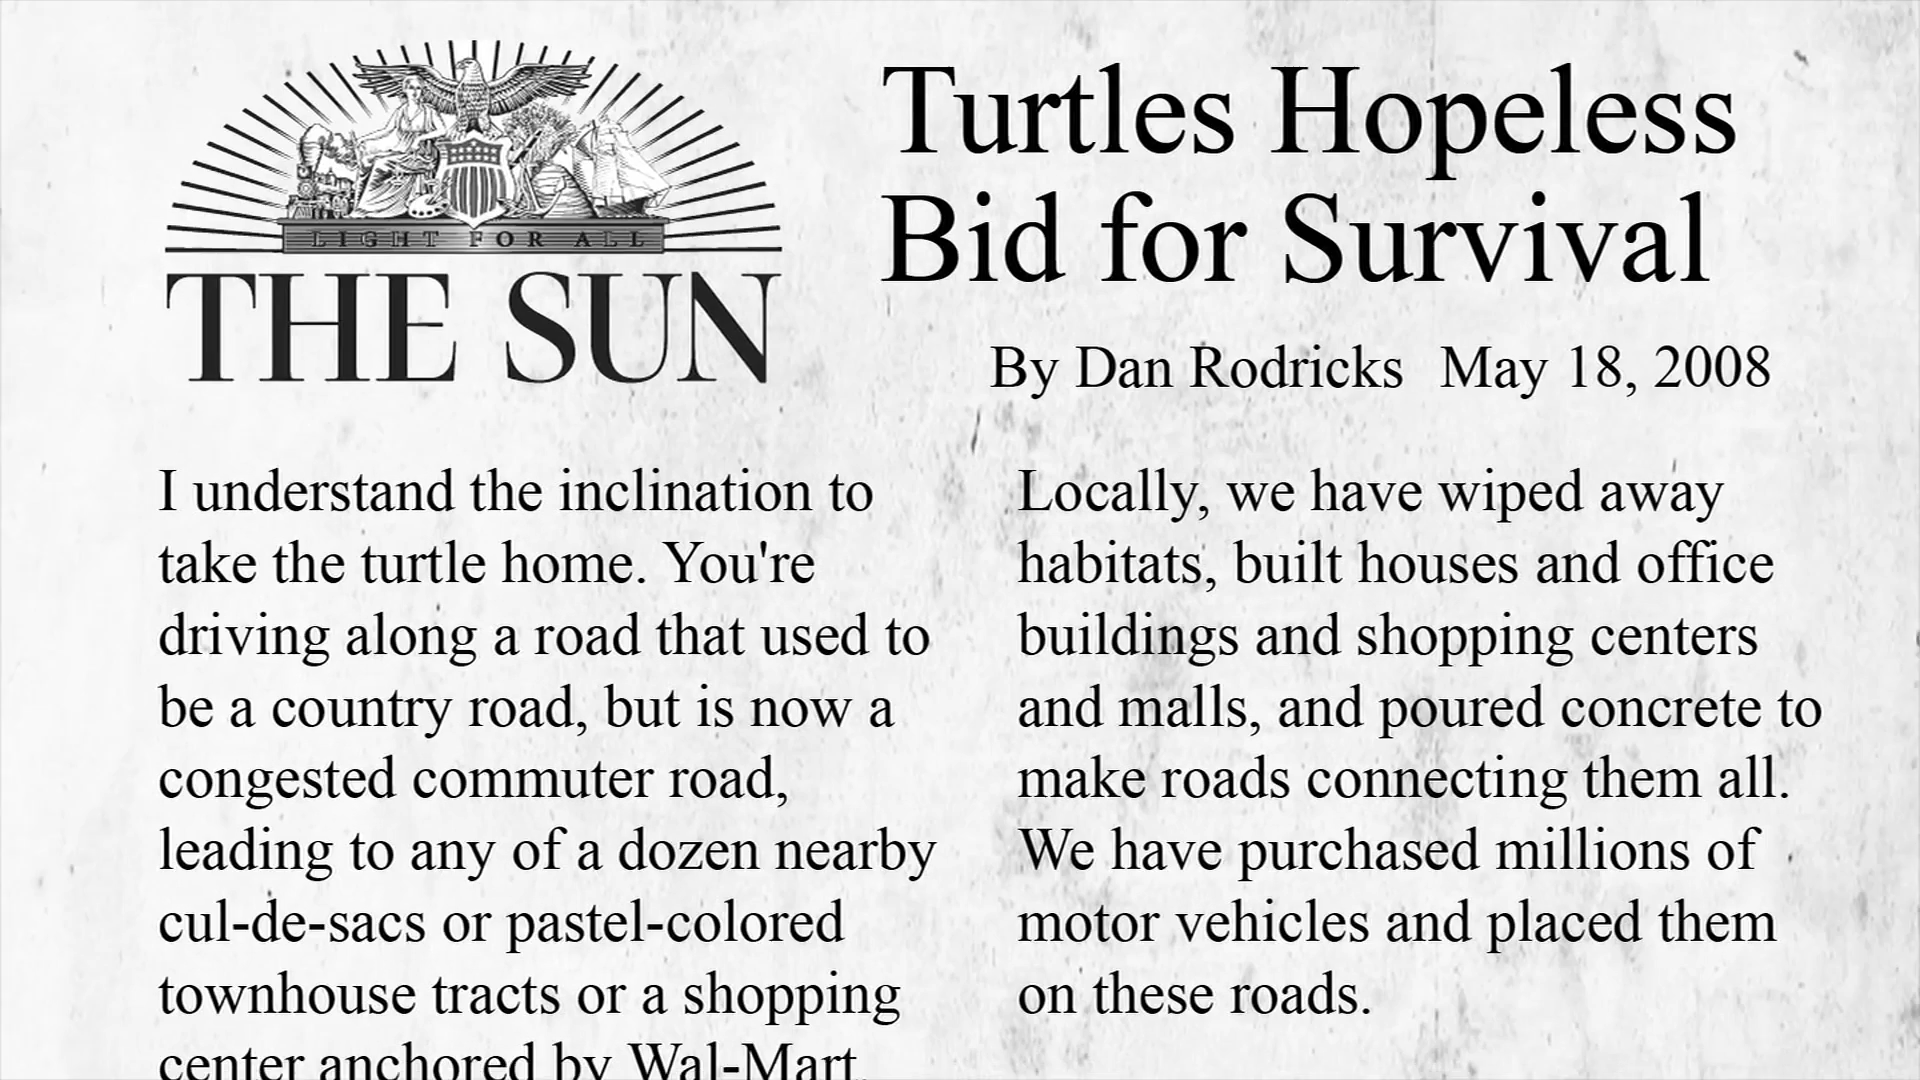 LIGHT FOR ALL
THE SUN
Turtles Hopeless
Bid for Survival
By Dan Rodricks May 18, 2008
I understand the inclination to
take the turtle home. You're
driving along a road that used to
be a country road, but is now a
congested commuter road,
leading to any of a dozen nearby
cul-de-sacs or pastel-colored
townhouse tracts or a shopping
center anchored by Wal-Mart.
Locally, we have wiped away
habitats, built houses and office
buildings and shopping centers
and malls, and poured concrete to
make roads connecting them all.
We have purchased millions of
motor vehicles and placed them
on these roads.